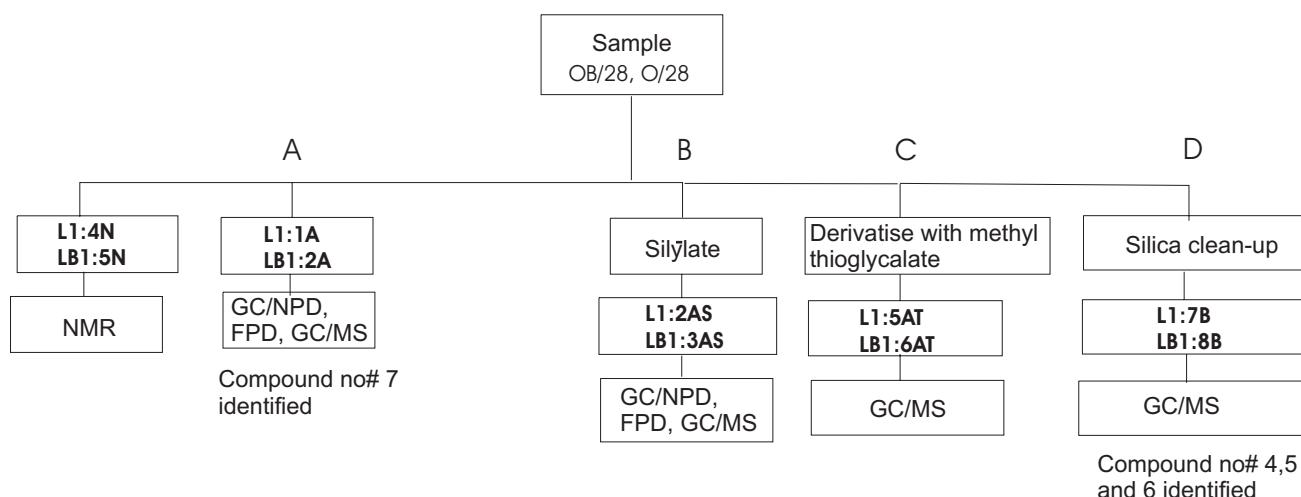 Sample
OB/28, O/28
A
B
C
D
L1:4N
LB1:5N
NMR
L1:1A
LB1:2A
GC/NPD,
FPD, GC/MS
Compound no# 7
identified
Silylate
L1:2AS
LB1:3AS
GC/NPD,
FPD, GC/MS
Derivatise with methyl
thioglycalate
L1:5AT
LB1:6AT
GC/MS
Silica clean-up
L1:7B
LB1:8B
GC/MS
Compound no# 4,5
and 6 identified